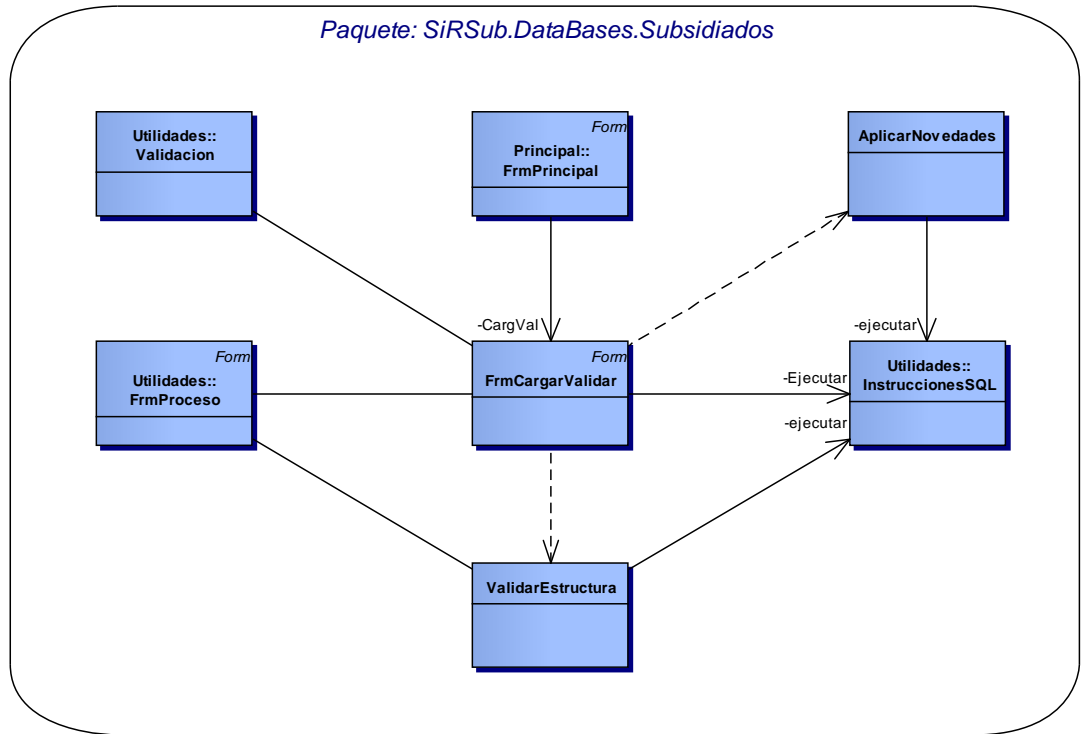 Paquete: SiRSub.DataBases.Subsidiados
Utilidades::
Validacion
Form
Principal::
FrmPrincipal
AplicarNovedades
-CargVal
-ejecutar
Form
Utilidades::
FrmProceso
Form
FrmCargarValidar
-Ejecutar
-ejecutar
Utilidades::
InstruccionesSQL
ValidarEstructura